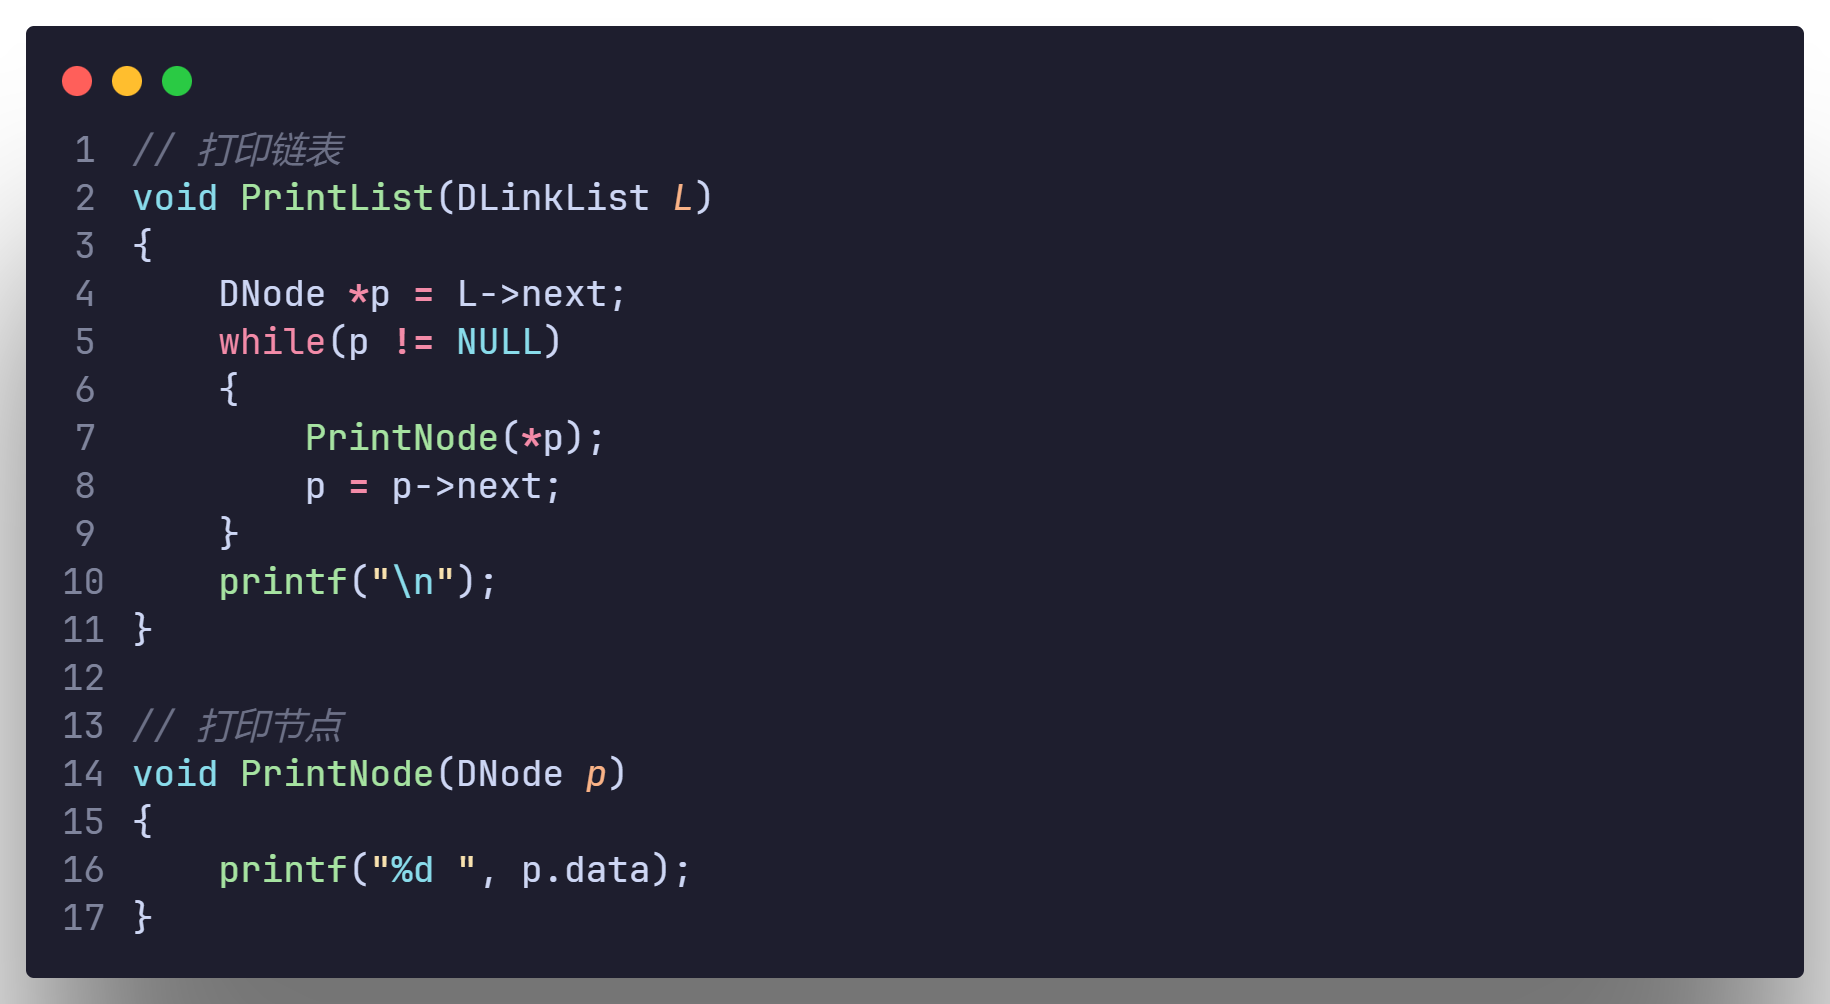 1 // 打印链表
2 void PrintList(DLinkList L)
3 {
4     DNode *p = L->next;
5     while(p != NULL)
6     {
7         PrintNode(*p);
8         p = p->next;
9     }
10     printf("\n");
11 }
12
13 // 打印节点
14 void PrintNode(DNode p)
15 {
16     printf("%d ", p.data);
17 }